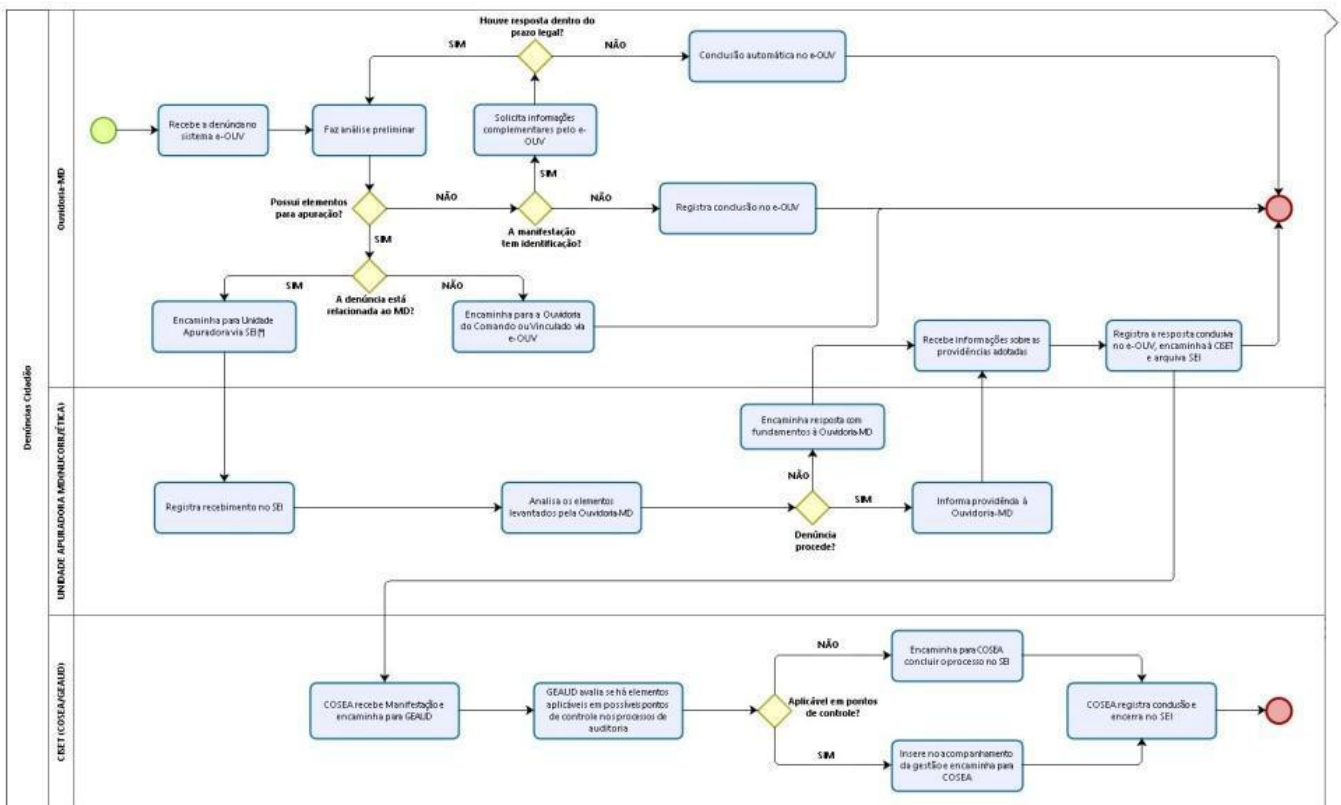 Denúncias Cidadão
Ouvidoria-MD
Houve resposta dentro do
prazo legal?
SIM
NÃO
Conclusão automática no e-OUV
Recebe a denúncia no
sistema e-OUV
Faz análise preliminar
Solicita informações
complementares pelo e-
OUV
SIM
Possui elementos
para apuração?
NÃO
NÃO
Registra conclusão no e-OUV
A manifestação
tem identificação?
SIM
SIM
NÃO
A denúncia está
relacionada ao MD?
Encaminha para Unidade
Apuradora via SEI(*)
Encaminha para a Ouvidoria
do Comando ou Vinculado via
e-OUV
Recebe informações sobre as
providências adotadas
Registra a resposta conclusiva
no e-OUV, encaminha à CISET
e arquiva SEI
UNIDADE APURADORA MD(NUCORR/ÉTICA)
Encaminha resposta com
fundamentos à Ouvidoria-MD
NÃO
Registra recebimento no SEI
Analisa os elementos
levantados pela Ouvidoria-MD
SIM
Informa providência à
Ouvidoria-MD
Denúncia
procede?
CISET (COSEA/GEAUD)
NÃO
Encaminha para COSEA
concluir o processo no SEI
COSEA recebe Manifestação e
encaminha para GEAUD
GEAUD avalia se há elementos
aplicáveis em possíveis pontos
de controle nos processos de
auditoria
Aplicável em pontos
de controle?
COSEA registra conclusão e
encerra no SEI
SIM
Insere no acompanhamento
da gestão e encaminha para
COSEA